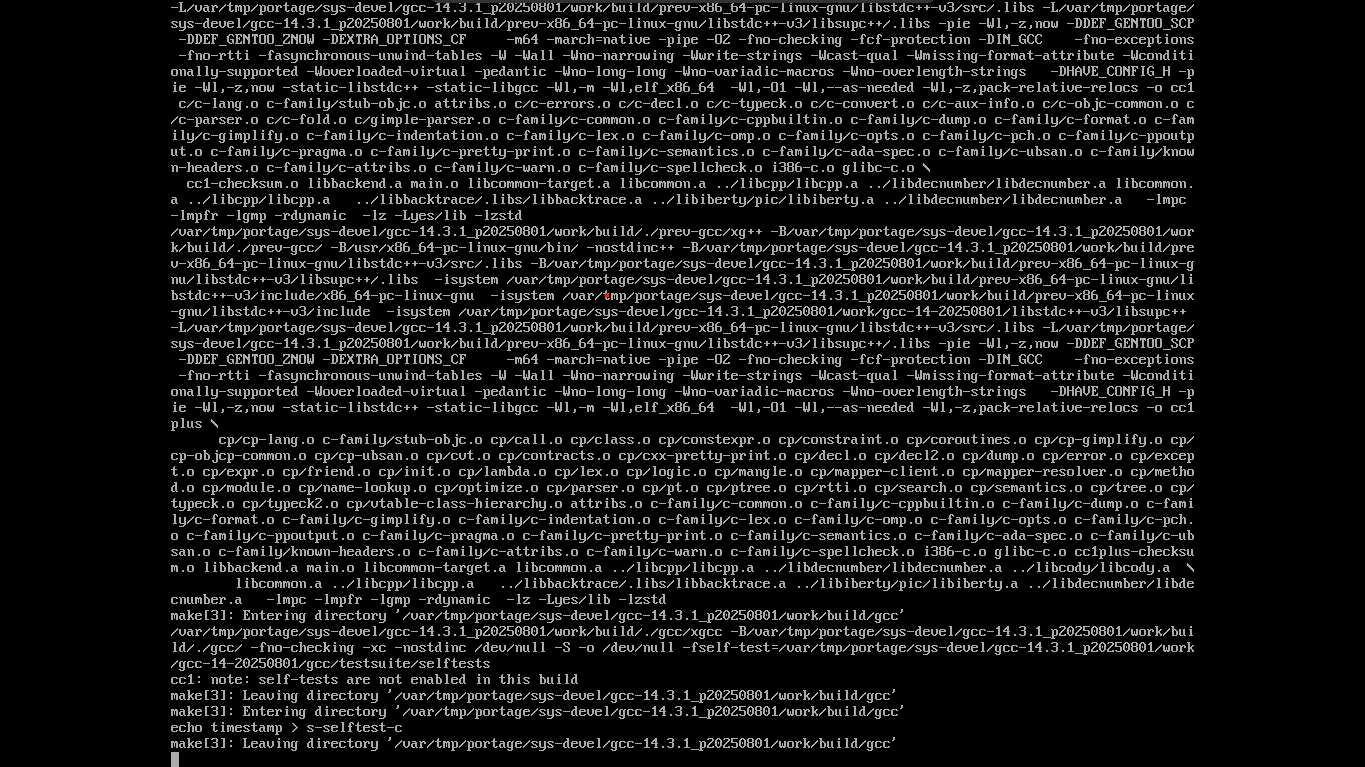 -L/var/tmp/portage/sys-devel/gcc-14.3.1_p20250801/work/build/prev-x86_64-pc-linux-gnu/libstdc++-v3/src/.libs -L/var/tmp/portage/
sys-devel/gcc-14.3.1_p20250801/work/build/prev-x86_64-pc-linux-gnu/libstdc++-v3/libsupc++/.libs -pie -Wl,-z,now -DDEF_GENTOO_SCP
 -DDEF_GENTOO_ZNOW -DEXTRA_OPTIONS_CF     -m64 -march=native -pipe -O2 -fno-checking -fcf-protection -DIN_GCC    -fno-exceptions
 -fno-rtti -fasynchronous-unwind-tables -W -Wall -Wno-narrowing -Wwrite-strings -Wcast-qual -Wmissing-format-attribute -Wconditi
onally-supported -Woverloaded-virtual -pedantic -Wno-long-long -Wno-variadic-macros -Wno-overlength-strings   -DHAVE_CONFIG_H -p
ie -Wl,-z,now -static-libstdc++ -static-libgcc -Wl,-m -Wl,elf_x86_64  -Wl,-O1 -Wl,--as-needed -Wl,-z,pack-relative-relocs -o cc1
 c/c-lang.o c-family/stub-objc.o attribs.o c/c-errors.o c/c-decl.o c/c-typeck.o c/c-convert.o c/c-aux-info.o c/c-objc-common.o c
/c-parser.o c/c-fold.o c/gimple-parser.o c-family/c-common.o c-family/c-cppbuiltin.o c-family/c-dump.o c-family/c-format.o c-fam
ily/c-gimplify.o c-family/c-indentation.o c-family/c-lex.o c-family/c-omp.o c-family/c-opts.o c-family/c-pch.o c-family/c-ppoutp
ut.o c-family/c-pragma.o c-family/c-pretty-print.o c-family/c-semantics.o c-family/c-ada-spec.o c-family/c-ubsan.o c-family/know
n-headers.o c-family/c-attribs.o c-family/c-warn.o c-family/c-spellcheck.o i386-c.o glibc-c.o \
  cc1-checksum.o libbackend.a main.o libcommon-target.a libcommon.a ../libcpp/libcpp.a ../libdecnumber/libdecnumber.a libcommon.
a ../libcpp/libcpp.a   ../libbacktrace/.libs/libbacktrace.a ../libiberty/pic/libiberty.a ../libdecnumber/libdecnumber.a   -lmpc
-lmpfr -lgmp -rdynamic  -lz -Lyes/lib -lzstd
/var/tmp/portage/sys-devel/gcc-14.3.1_p20250801/work/build/./prev-gcc/xg++ -B/var/tmp/portage/sys-devel/gcc-14.3.1_p20250801/wor
k/build/./prev-gcc/ -B/usr/x86_64-pc-linux-gnu/bin/ -nostdinc++ -B/var/tmp/portage/sys-devel/gcc-14.3.1_p20250801/work/build/pre
v-x86_64-pc-linux-gnu/libstdc++-v3/src/.libs -B/var/tmp/portage/sys-devel/gcc-14.3.1_p20250801/work/build/prev-x86_64-pc-linux-g
nu/libstdc++-v3/libsupc++/.libs  -isystem /var/tmp/portage/sys-devel/gcc-14.3.1_p20250801/work/build/prev-x86_64-pc-linux-gnu/li
bstdc++-v3/include/x86_64-pc-linux-gnu  -isystem /var/tmp/portage/sys-devel/gcc-14.3.1_p20250801/work/build/prev-x86_64-pc-linux
-gnu/libstdc++-v3/include  -isystem /var/tmp/portage/sys-devel/gcc-14.3.1_p20250801/work/gcc-14-20250801/libstdc++-v3/libsupc++
-L/var/tmp/portage/sys-devel/gcc-14.3.1_p20250801/work/build/prev-x86_64-pc-linux-gnu/libstdc++-v3/src/.libs -L/var/tmp/portage/
sys-devel/gcc-14.3.1_p20250801/work/build/prev-x86_64-pc-linux-gnu/libstdc++-v3/libsupc++/.libs -pie -Wl,-z,now -DDEF_GENTOO_SCP
 -DDEF_GENTOO_ZNOW -DEXTRA_OPTIONS_CF     -m64 -march=native -pipe -O2 -fno-checking -fcf-protection -DIN_GCC    -fno-exceptions
 -fno-rtti -fasynchronous-unwind-tables -W -Wall -Wno-narrowing -Wwrite-strings -Wcast-qual -Wmissing-format-attribute -Wconditi
onally-supported -Woverloaded-virtual -pedantic -Wno-long-long -Wno-variadic-macros -Wno-overlength-strings   -DHAVE_CONFIG_H -p
ie -Wl,-z,now -static-libstdc++ -static-libgcc -Wl,-m -Wl,elf_x86_64  -Wl,-O1 -Wl,--as-needed -Wl,-z,pack-relative-relocs -o cc1
plus \
      cp/cp-lang.o c-family/stub-objc.o cp/call.o cp/class.o cp/constexpr.o cp/constraint.o cp/coroutines.o cp/cp-gimplify.o cp/
cp-objcp-common.o cp/cp-ubsan.o cp/cvt.o cp/contracts.o cp/cxx-pretty-print.o cp/decl.o cp/decl2.o cp/dump.o cp/error.o cp/excep
t.o cp/expr.o cp/friend.o cp/init.o cp/lambda.o cp/lex.o cp/logic.o cp/mangle.o cp/mapper-client.o cp/mapper-resolver.o cp/metho
d.o cp/module.o cp/name-lookup.o cp/optimize.o cp/parser.o cp/pt.o cp/ptree.o cp/rtti.o cp/search.o cp/semantics.o cp/tree.o cp/
typeck.o cp/typeck2.o cp/vtable-class-hierarchy.o attribs.o c-family/c-common.o c-family/c-cppbuiltin.o c-family/c-dump.o c-fami
ly/c-format.o c-family/c-gimplify.o c-family/c-indentation.o c-family/c-lex.o c-family/c-omp.o c-family/c-opts.o c-family/c-pch.
o c-family/c-ppoutput.o c-family/c-pragma.o c-family/c-pretty-print.o c-family/c-semantics.o c-family/c-ada-spec.o c-family/c-ub
san.o c-family/known-headers.o c-family/c-attribs.o c-family/c-warn.o c-family/c-spellcheck.o i386-c.o glibc-c.o cc1plus-checksu
m.o libbackend.a main.o libcommon-target.a libcommon.a ../libcpp/libcpp.a ../libdecnumber/libdecnumber.a ../libcody/libcody.a  \
        libcommon.a ../libcpp/libcpp.a   ../libbacktrace/.libs/libbacktrace.a ../libiberty/pic/libiberty.a ../libdecnumber/libde
cnumber.a   -lmpc -lmpfr -lgmp -rdynamic  -lz -Lyes/lib -lzstd
make[3]: Entering directory '/var/tmp/portage/sys-devel/gcc-14.3.1_p20250801/work/build/gcc'
/var/tmp/portage/sys-devel/gcc-14.3.1_p20250801/work/build/./gcc/xgcc -B/var/tmp/portage/sys-devel/gcc-14.3.1_p20250801/work/bui
ld/./gcc/ -fno-checking -xc -nostdinc /dev/null -S -o /dev/null -fself-test=/var/tmp/portage/sys-devel/gcc-14.3.1_p20250801/work
/gcc-14-20250801/gcc/testsuite/selftests
cc1: note: self-tests are not enabled in this build
make[3]: Leaving directory '/var/tmp/portage/sys-devel/gcc-14.3.1_p20250801/work/build/gcc'
make[3]: Entering directory '/var/tmp/portage/sys-devel/gcc-14.3.1_p20250801/work/build/gcc'
echo timestamp > s-selftest-c
make[3]: Leaving directory '/var/tmp/portage/sys-devel/gcc-14.3.1_p20250801/work/build/gcc'